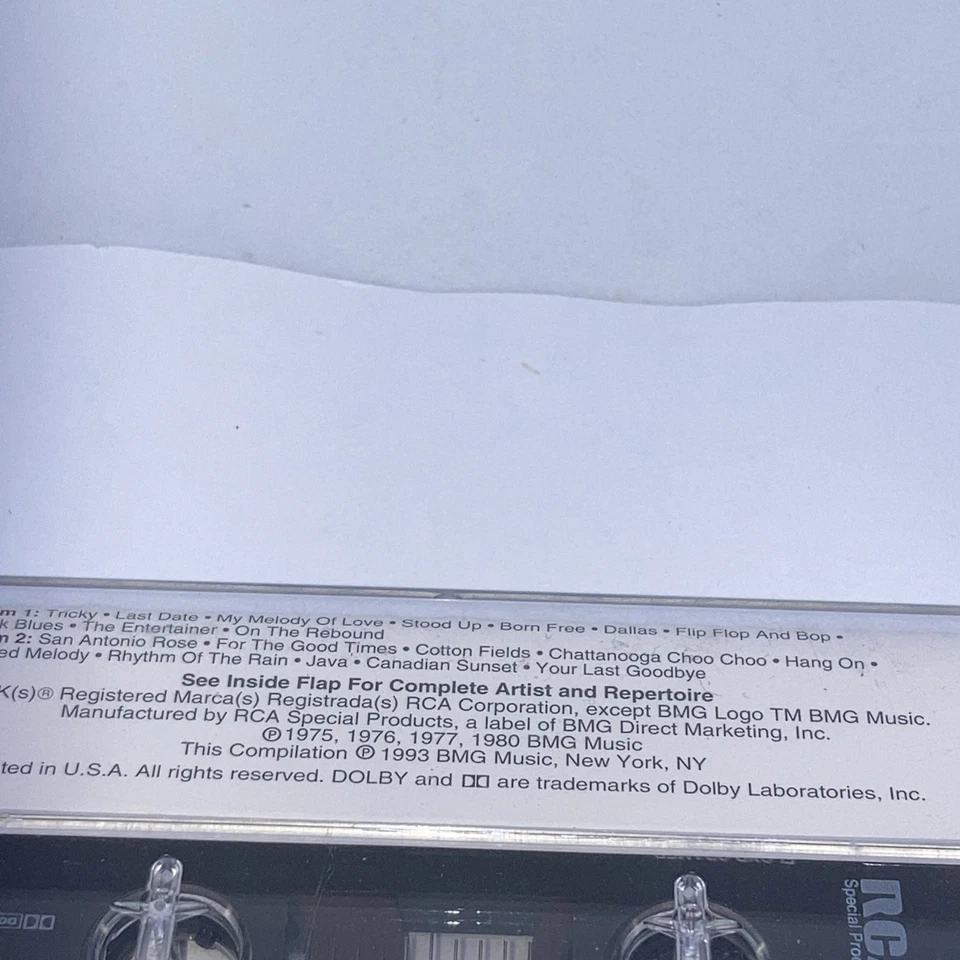 m 1: Tricky • Last Date • My Melody Of Love • Stood Up • Born Free • Dallas • Flip Flop And Bop •
k Blues • The Entertainer • On The Rebound
m 2: San Antonio Rose • For The Good Times • Cotton Fields • Chattanooga Choo Choo • Hang On •
ed Melody • Rhythm Of The Rain • Java • Canadian Sunset • Your Last Goodbye
See Inside Flap For Complete Artist and Repertoire
K(s)® Registered Marca(s) Registrada(s) RCA Corporation, except BMG Logo TM BMG Music.
Manufactured by RCA Special Products, a label of BMG Direct Marketing, Inc.
℗ 1975, 1976, 1977, 1980 BMG Music
This Compilation ℗ 1993 BMG Music, New York, NY
ted in U.S.A. All rights reserved. DOLBY and are trademarks of Dolby Laboratories, Inc.
RC
Special Pro